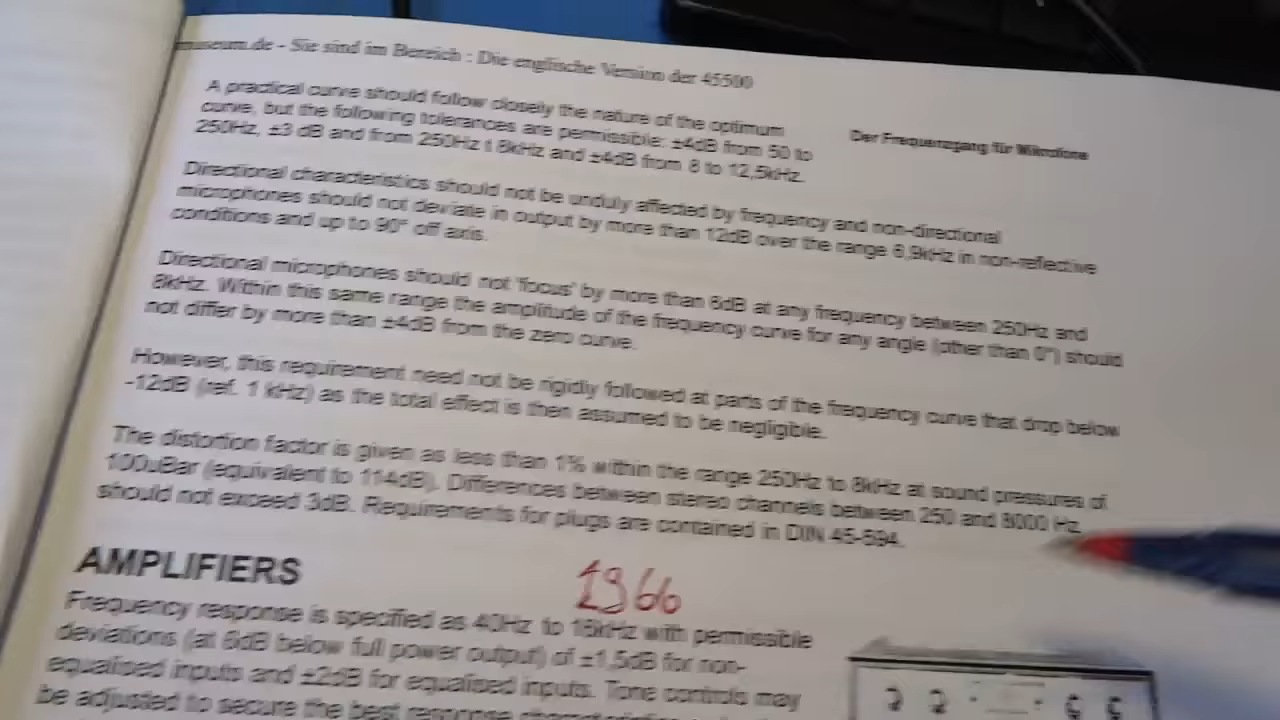 museum.de - Sie sind im Bereich : Die englische Version der 45500
A practical curve should follow closely the nature of the optimum
curve, but the following tolerances are permissible: ±4dB from 50 to
250Hz, ±3 dB and from 250Hz t 8kHz and ±4dB from 8 to 12,5kHz.
Der Frequenzgang für Mikrofone
Directional characteristics should not be unduly affected by frequency and non-directional
microphones should not deviate in output by more than 12dB over the range 6,9kHz in non-reflective
conditions and up to 90° off axis.
Directional microphones should not 'focus' by more than 6dB at any frequency between 250Hz and
8kHz. Within this same range the amplitude of the frequency curve for any angle (other than 0°) should
not differ by more than ±4dB from the zero curve.
However, this requirement need not be rigidly followed at parts of the frequency curve that drop below
-12dB (ref. 1 kHz) as the total effect is then assumed to be negligible.
The distortion factor is given as less than 1% within the range 250Hz to 8kHz at sound pressures of
100uBar (equivalent to 114dB). Differences between stereo channels between 250 and 8000 Hz
should not exceed 3dB. Requirements for plugs are contained in DIN 45-594.
AMPLIFIERS
1966
Frequency response is specified as 40Hz to 16kHz with permissible
deviations (at 6dB below full power output) of ±1,5dB for non-
equalised inputs and ±2dB for equalised inputs. Tone controls may
be adjusted to secure the best response